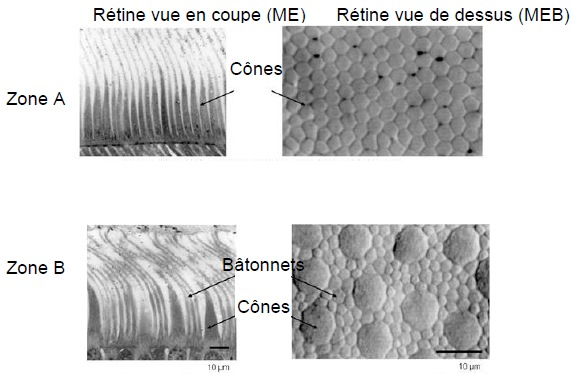 Rétine vue en coupe (ME) Rétine vue de dessus (MEB)
Zone A
Cônes
Zone B
Bâtonnets
Cônes
10 µm
10 µm